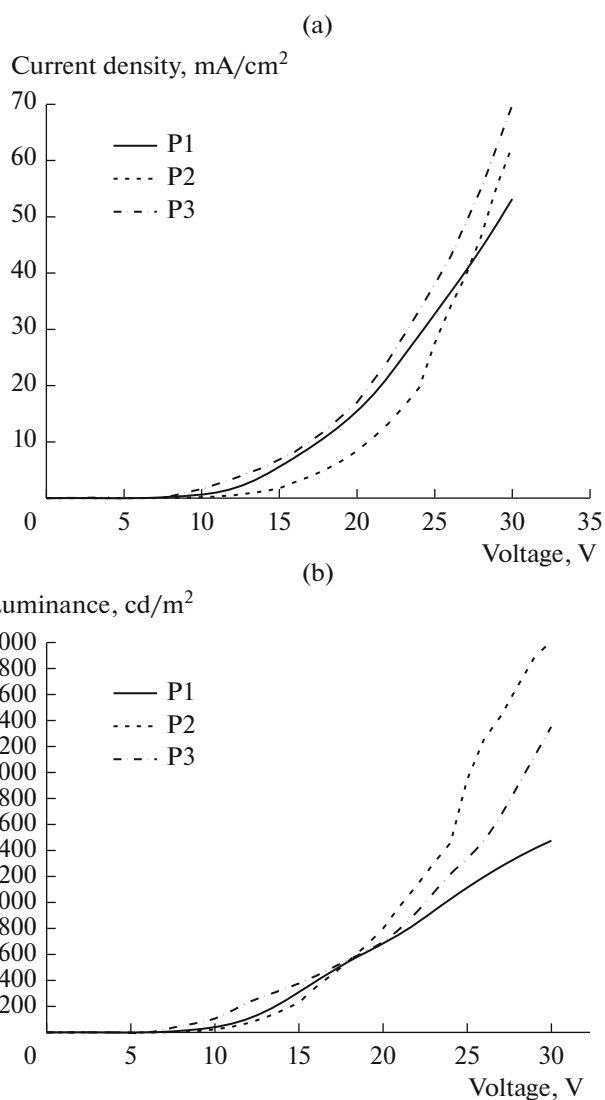 (a)
Current density, mA/cm²
70
60
50
40
30
20
10
0
P1
P2
P3
5 10 15 20 25 30 35
Voltage, V
(b)
uminance, cd/m²
000
800
600
400
200
000
800
600
400
200
000
800
600
400
200
0
P1
P2
P3
5 10 15 20 25 30
Voltage, V